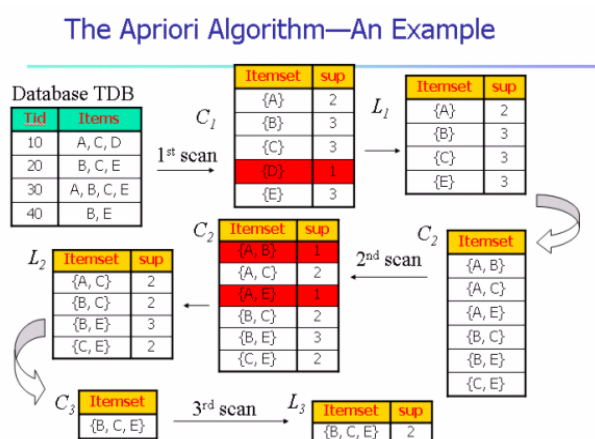 The Apriori Algorithm—An Example
Database TDB
Tid Items
10 A, C, D
20 B, C, E
30 A, B, C, E
40 B, E
1st scan
C1
Itemset sup
{A} 2
{B} 3
{C} 3
{D} 1
{E} 3
L1
Itemset sup
{A} 2
{B} 3
{C} 3
{E} 3
C2
Itemset
{A, B}
{A, C}
{A, E}
{B, C}
{B, E}
{C, E}
2nd scan
C2
Itemset sup
{A, B} 1
{A, C} 2
{A, E} 1
{B, C} 2
{B, E} 3
{C, E} 2
L2
Itemset sup
{A, C} 2
{B, C} 2
{B, E} 3
{C, E} 2
C3
Itemset
{B, C, E}
3rd scan
L3
Itemset sup
{B, C, E} 2